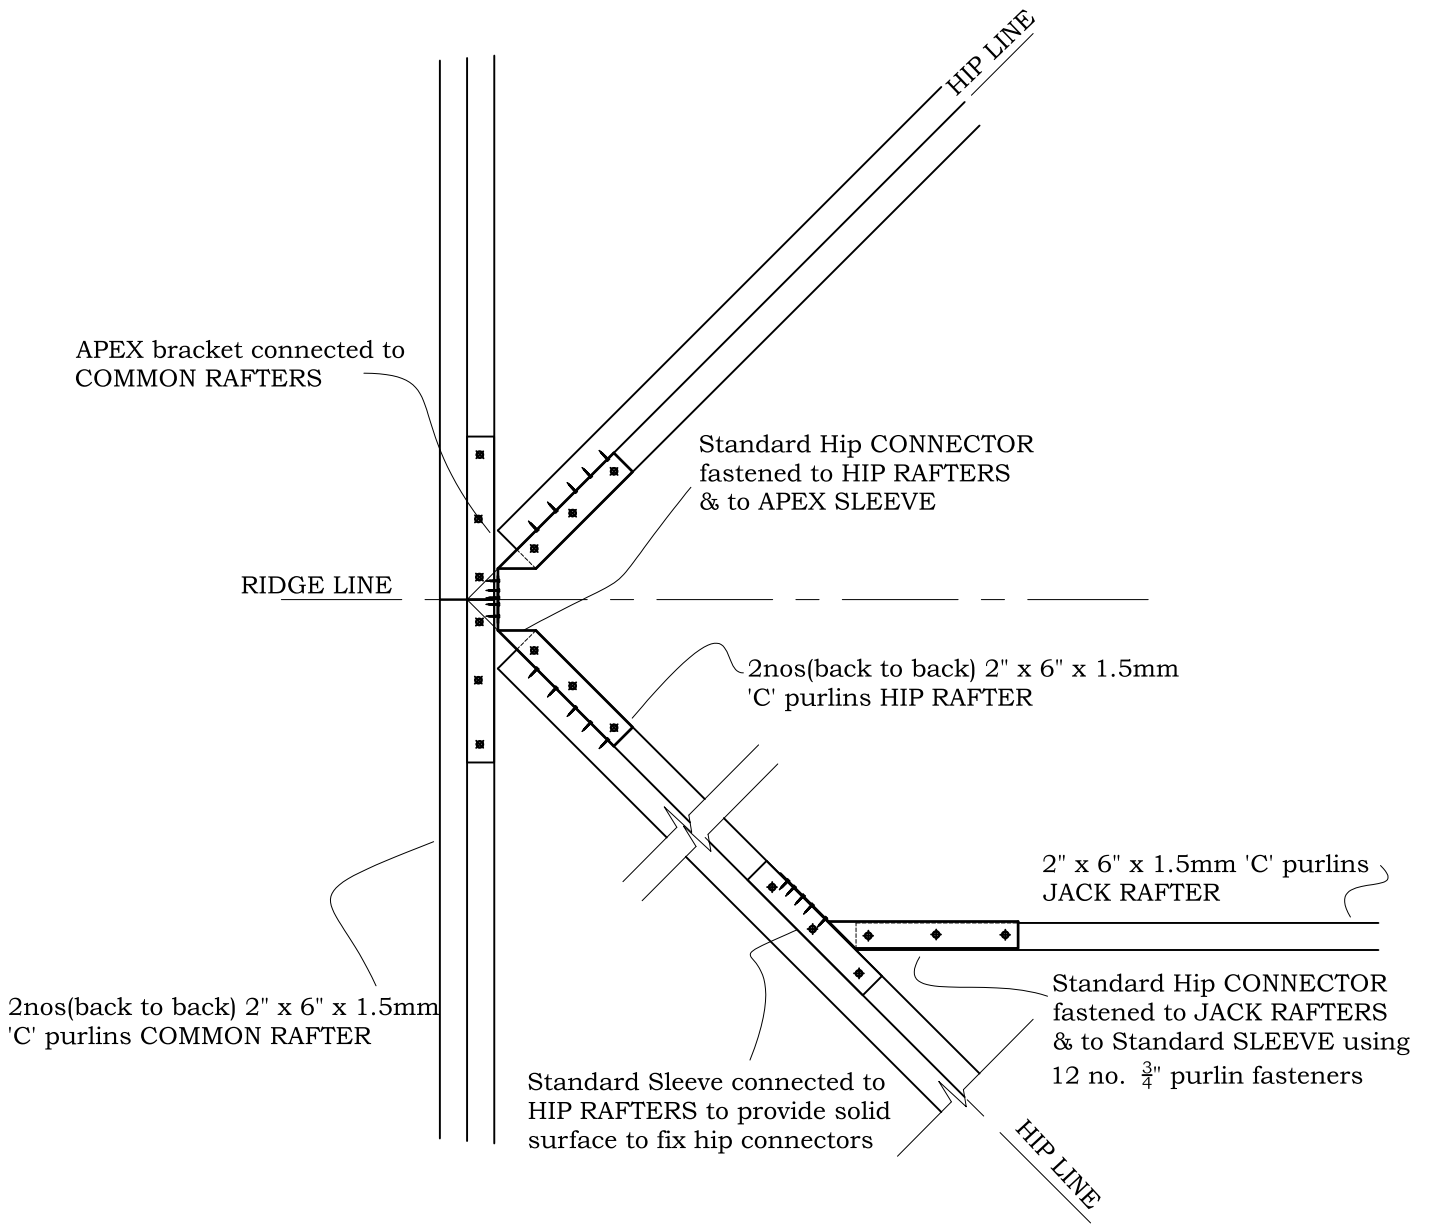 HIP LINE
APEX bracket connected to
COMMON RAFTERS
Standard Hip CONNECTOR
fastened to HIP RAFTERS
& to APEX SLEEVE
RIDGE LINE
2nos(back to back) 2" x 6" x 1.5mm
'C' purlins HIP RAFTER
2" x 6" x 1.5mm 'C' purlins
JACK RAFTER
2nos(back to back) 2" x 6" x 1.5mm
'C' purlins COMMON RAFTER
Standard Hip CONNECTOR
fastened to JACK RAFTERS
& to Standard SLEEVE using
12 no. 3/4" purlin fasteners
Standard Sleeve connected to
HIP RAFTERS to provide solid
surface to fix hip connectors
HIP LINE